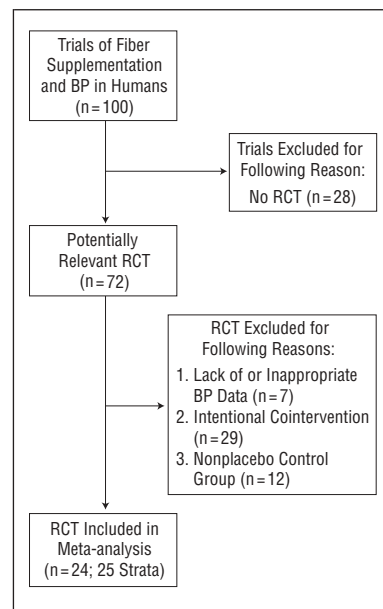 Trials of Fiber
Supplementation
and BP in Humans
(n = 100)
Trials Excluded for
Following Reason:
No RCT (n = 28)
Potentially
Relevant RCT
(n = 72)
RCT Excluded for
Following Reasons:
1. Lack of or Inappropriate
BP Data (n = 7)
2. Intentional Cointervention
(n = 29)
3. Nonplacebo Control
Group (n = 12)
RCT Included in
Meta-analysis
(n = 24; 25 Strata)